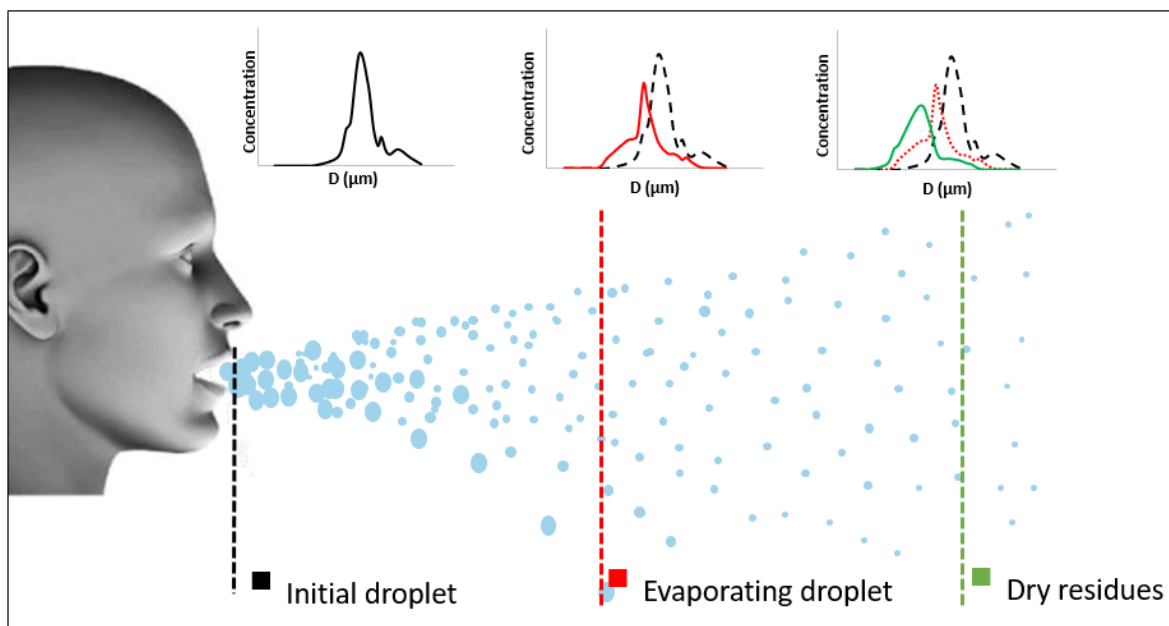 Concentration
D (µm)
Concentration
D (µm)
Concentration
D (µm)
Initial droplet
Evaporating droplet
Dry residues